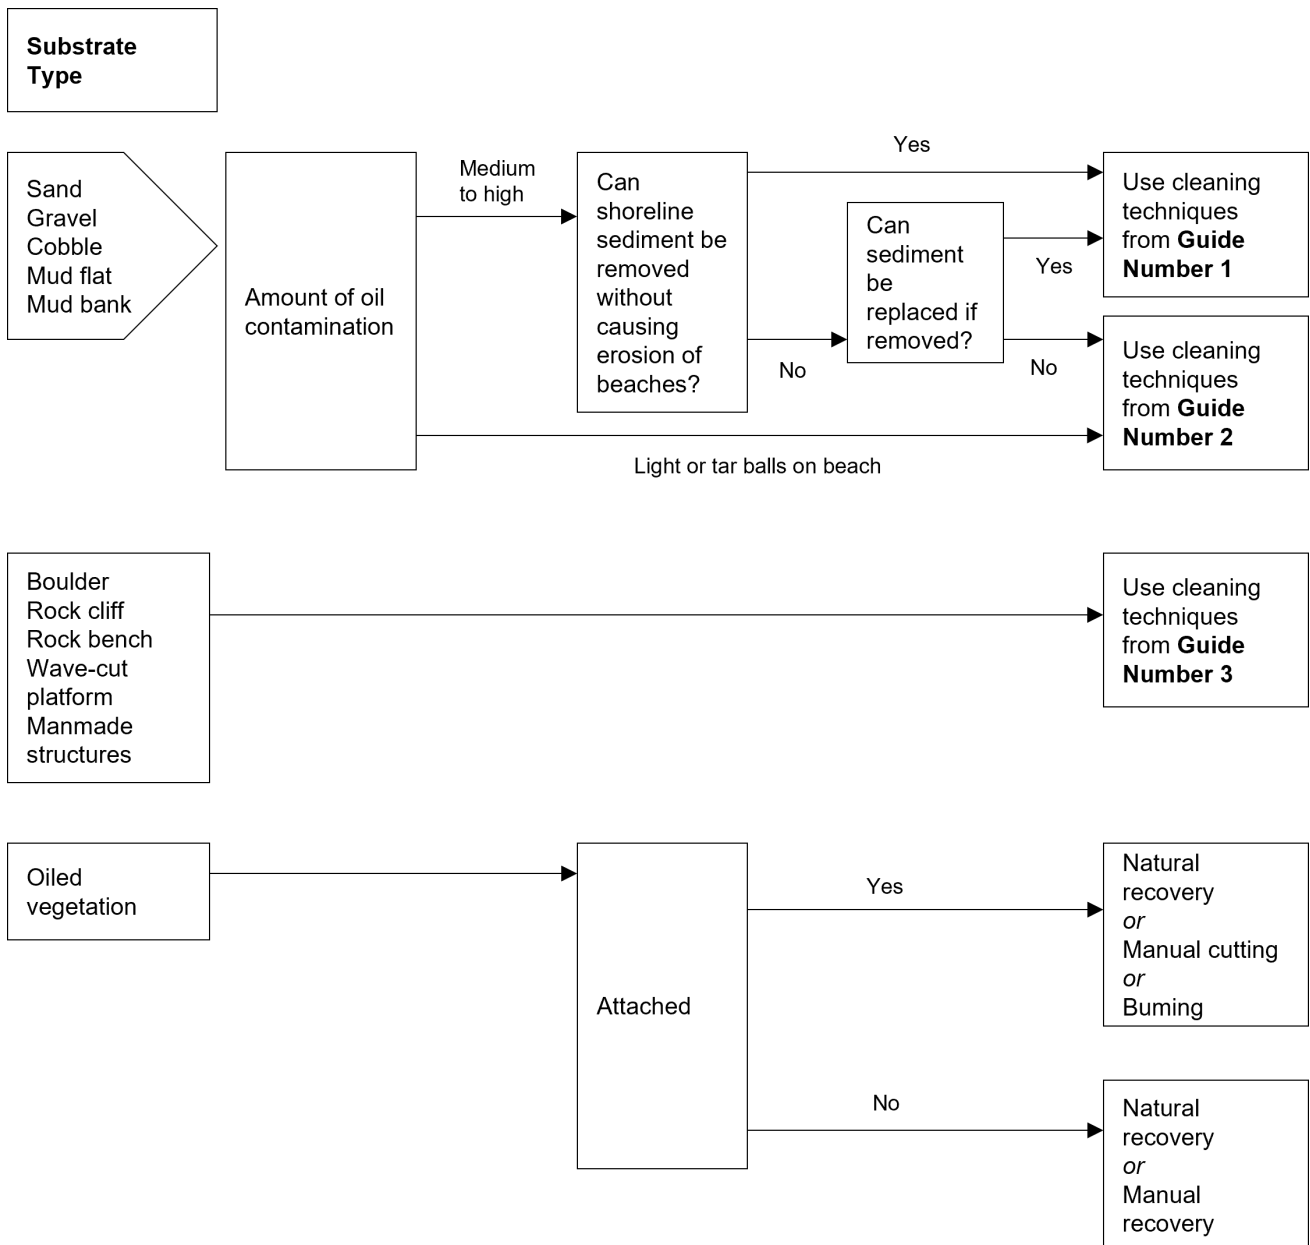 Substrate
Type
Sand
Gravel
Cobble
Mud flat
Mud bank
Amount of oil
contamination
Medium
to high
Can
shoreline
sediment be
removed
without
causing
erosion of
beaches?
Yes
No
Can
sediment
be
replaced if
removed?
Yes
No
Light or tar balls on beach
Use cleaning
techniques
from Guide
Number 1
Use cleaning
techniques
from Guide
Number 2
Boulder
Rock cliff
Rock bench
Wave-cut
platform
Manmade
structures
Use cleaning
techniques
from Guide
Number 3
Oiled
vegetation
Attached
Yes
Natural
recovery
or
Manual cutting
or
Buming
No
Natural
recovery
or
Manual
recovery